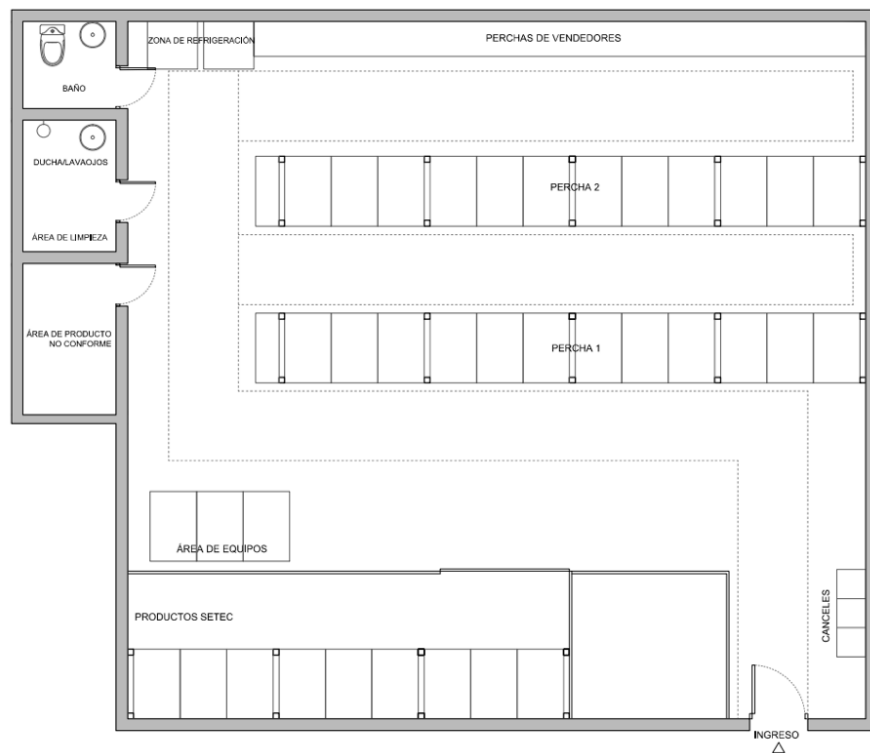 ZONA DE REFRIGERACIÓN
PERCHAS DE VENDEDORES
BAÑO
DUCHA/LAVAOJOS
PERCHA 2
ÁREA DE LIMPIEZA
ÁREA DE PRODUCTO
NO CONFORME
PERCHA 1
ÁREA DE EQUIPOS
PRODUCTOS SETEC
CANCELES
INGRESO